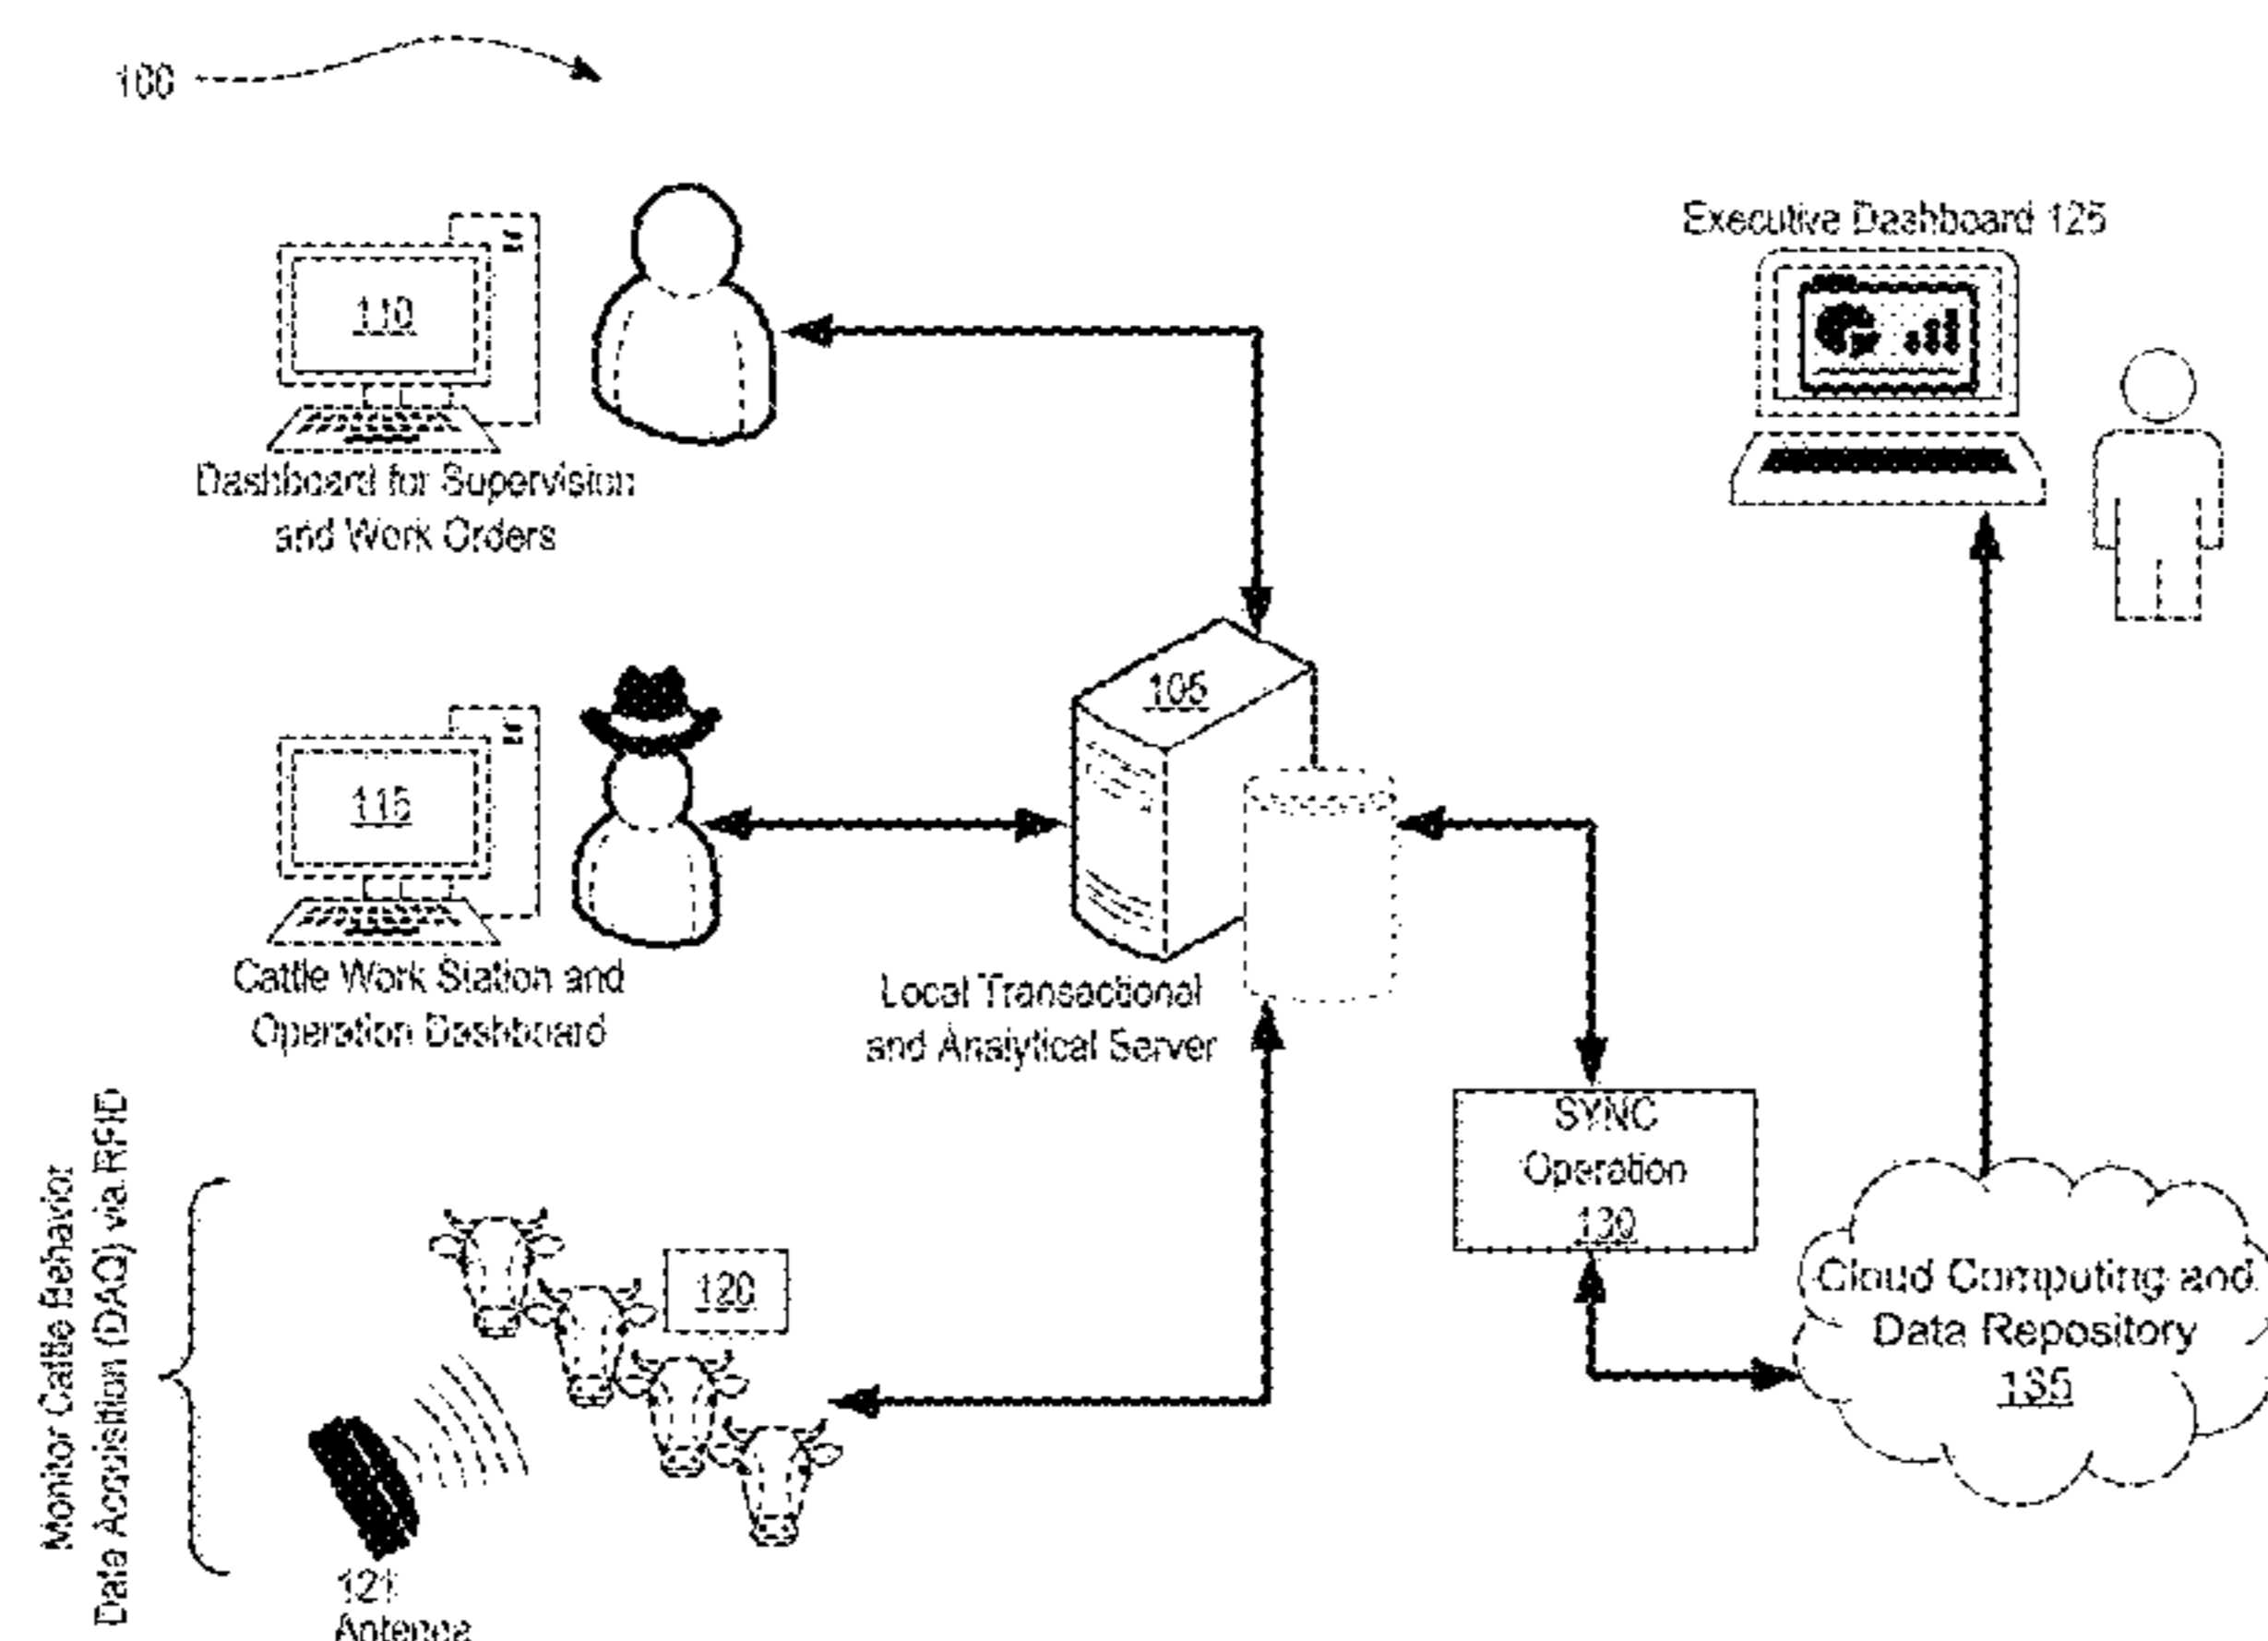 100
Executive Dashboard 125
110
Dashboard for Supervision
and Work Orders
105
115
Cattle Work Station and
Operation Dashboard
Local Transactional
and Analytical Server
Monitor Cattle Behavior
Data Acquisition (DAQ) via RFID
120
121
Antenna
SYNC
Operation
130
Cloud Computing and
Data Repository
135